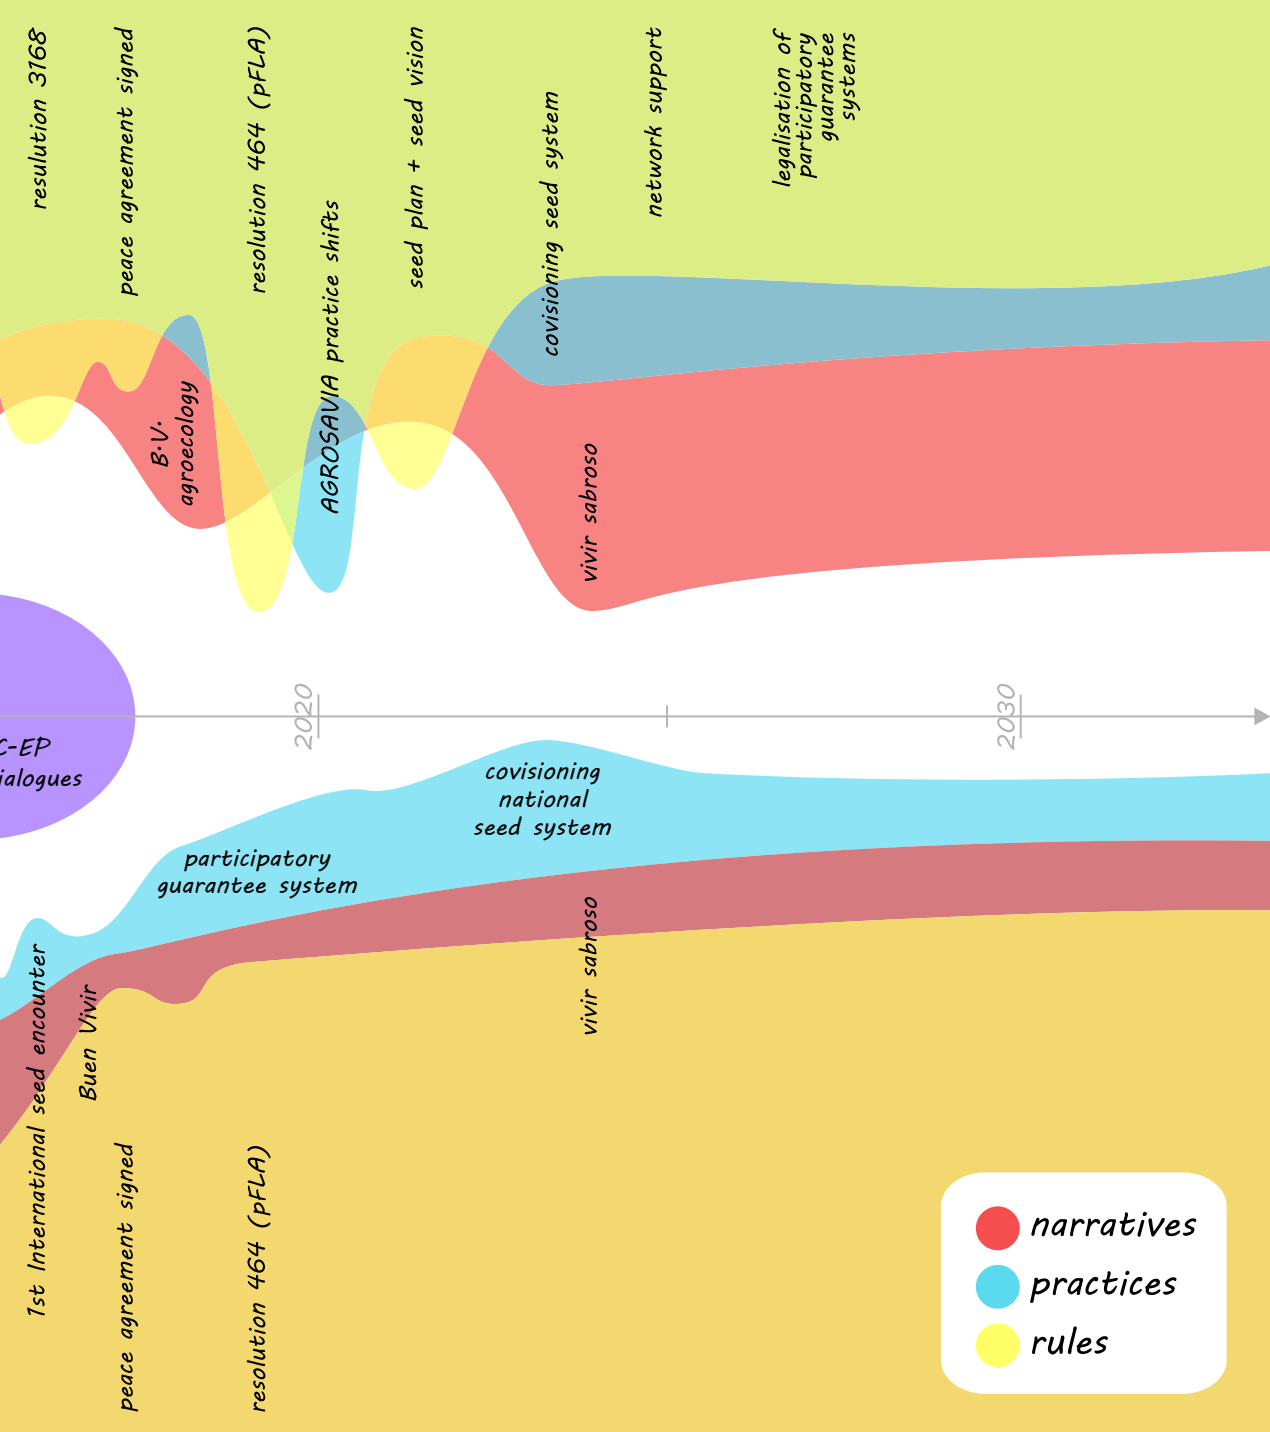 resulution 3168
peace agreement signed
resolution 464 (pFLA)
AGROSAVIA practice shifts
seed plan + seed vision
covisioning seed system
network support
legalisation of
participatory
guarantee
systems
B.V.
agroecology
vivir sabroso
2020
2030
C-EP
ialogues
covisioning
national
seed system
participatory
guarantee system
1st International seed encounter
Buen Vivir
vivir sabroso
peace agreement signed
resolution 464 (pFLA)
narratives
practices
rules